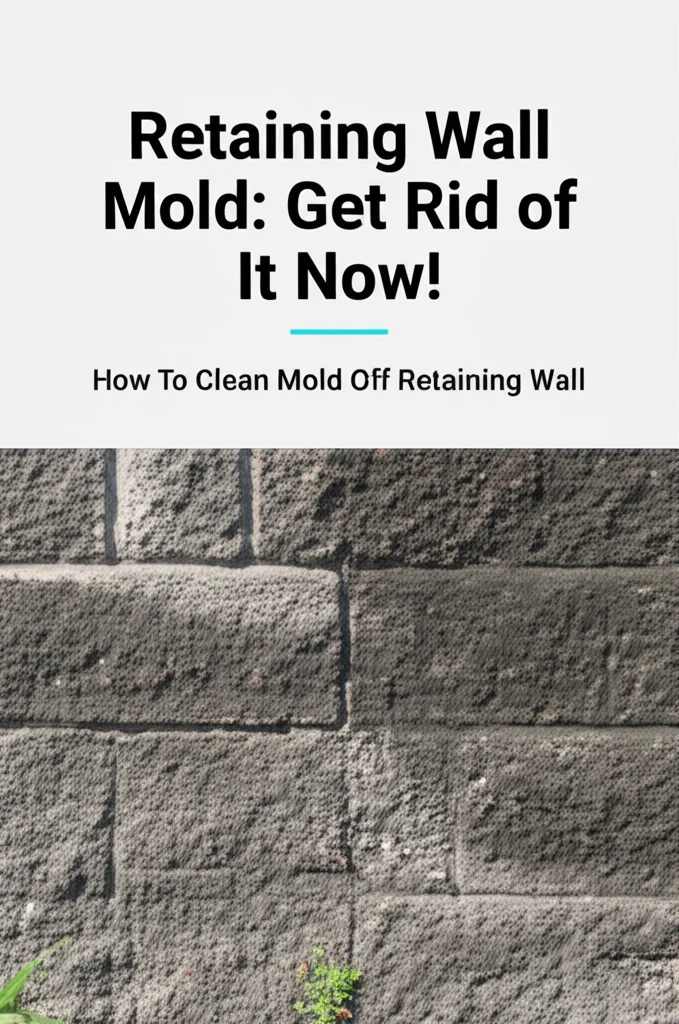 Retaining Wall
Mold: Get Rid of
It Now!
How To Clean Mold Off Retaining Wall